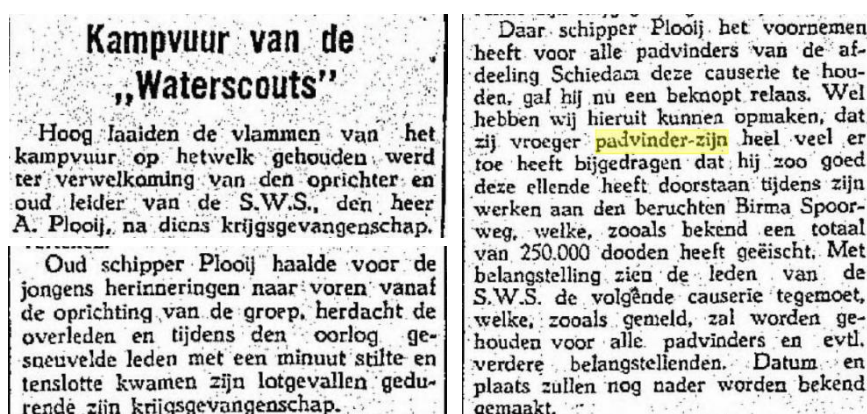 Kampvuur van de
„Waterscouts”
Hoog laaiden de vlammen van het
kampvuur op hetwelk gehouden werd
ter verwelkoming van den oprichter en
oud leider van de S.W.S., den heer
A. Plooij, na diens krijgsgevangenschap.
Oud schipper Plooij haalde voor de
jongens herinneringen naar voren vanaf
de oprichting van de groep, herdacht de
overleden en tijdens den oorlog ge-
sneuvelde leden met een minuut stilte en
tenslotte kwamen zijn lotgevallen gedu-
rende zijn krijgsgevangenschap.
Daar schipper Plooij het voornemen
heeft voor alle padvinders van de af-
deeling Schiedam deze causerie te hou-
den, gaf hij nu een beknopt relaas. Wel
hebben wij hieruit kunnen opmaken, dat
zij vroeger padvinder-zijn heel veel er
toe heeft bijgedragen dat hij zoo goed
deze ellende heeft doorstaan tijdens zijn
werken aan den beruchten Birma Spoor-
weg, welke, zooals bekend een totaal
van 250.000 dooden heeft geëischt. Met
belangstelling zien de leden van de
S.W.S. de volgende causerie tegemoet,
welke, zooals gemeld, zal worden ge-
houden voor alle padvinders en evtl.
verdere belangstellenden. Datum en
plaats zullen nog nader worden bekend
gemaakt.